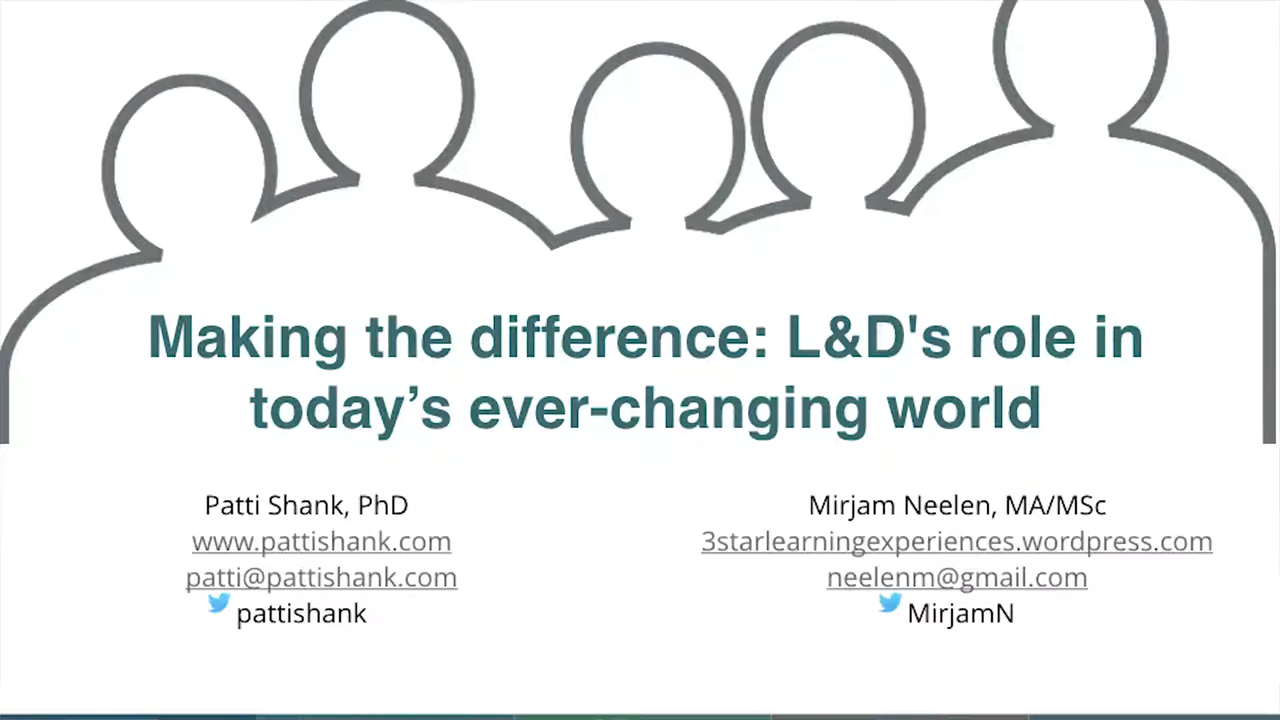 Making the difference: L&D's role in
today’s ever-changing world
Patti Shank, PhD
www.pattishank.com
patti@pattishank.com
pattishank
Mirjam Neelen, MA/MSc
3starlearningexperiences.wordpress.com
neelenm@gmail.com
MirjamN